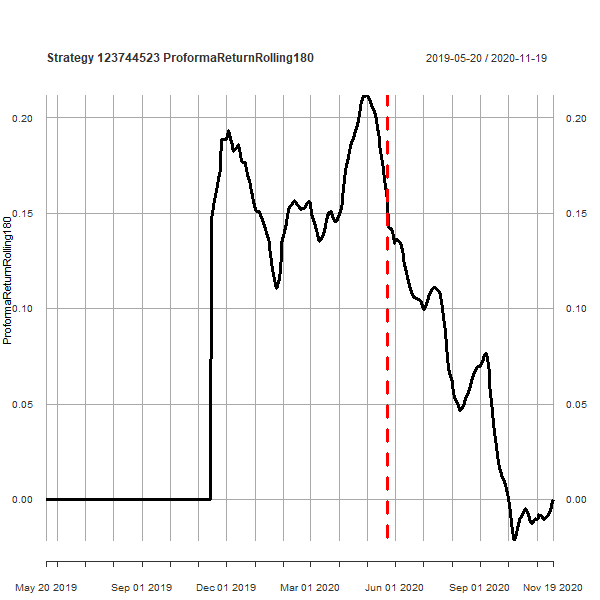 Strategy 123744523 ProformaReturnRolling180 2019-05-20 / 2020-11-19
ProformaReturnRolling180
0.20 0.20
0.15 0.15
0.10 0.10
0.05 0.05
0.00 0.00
May 20 2019 Sep 01 2019 Dec 01 2019 Mar 01 2020 Jun 01 2020 Sep 01 2020 Nov 19 2020